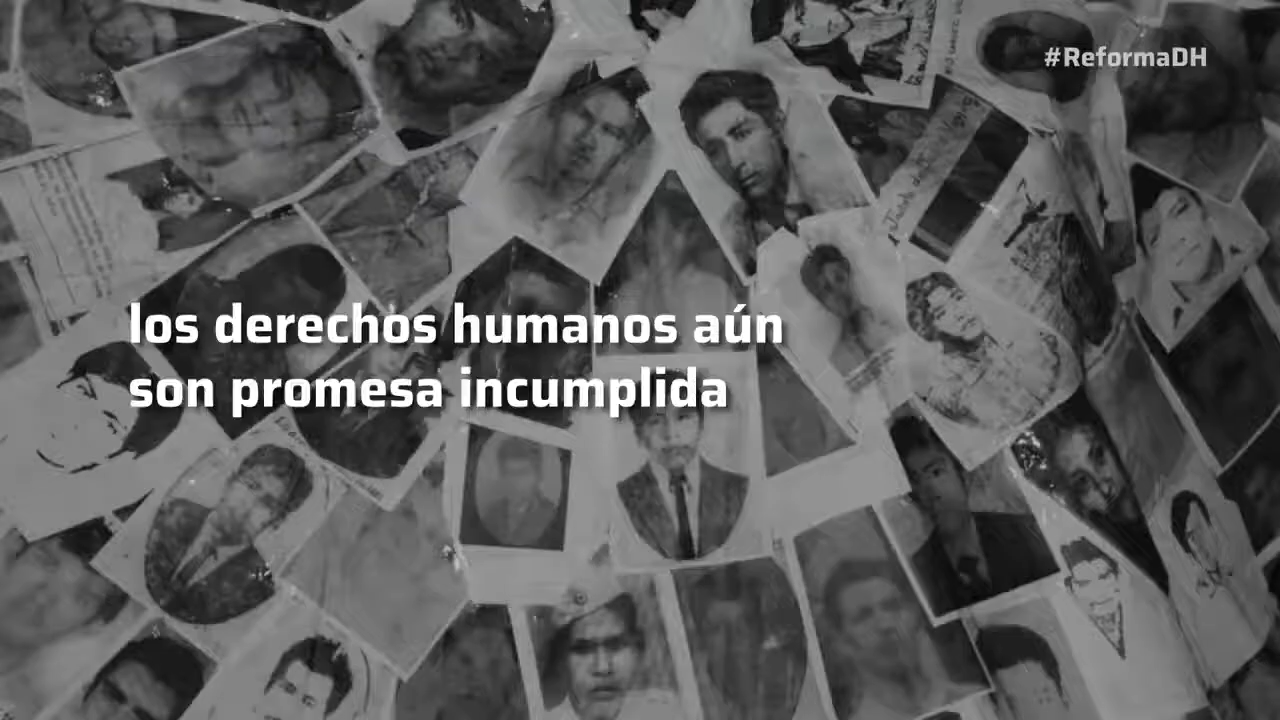 #ReformaDH
los derechos humanos aún
son promesa incumplida